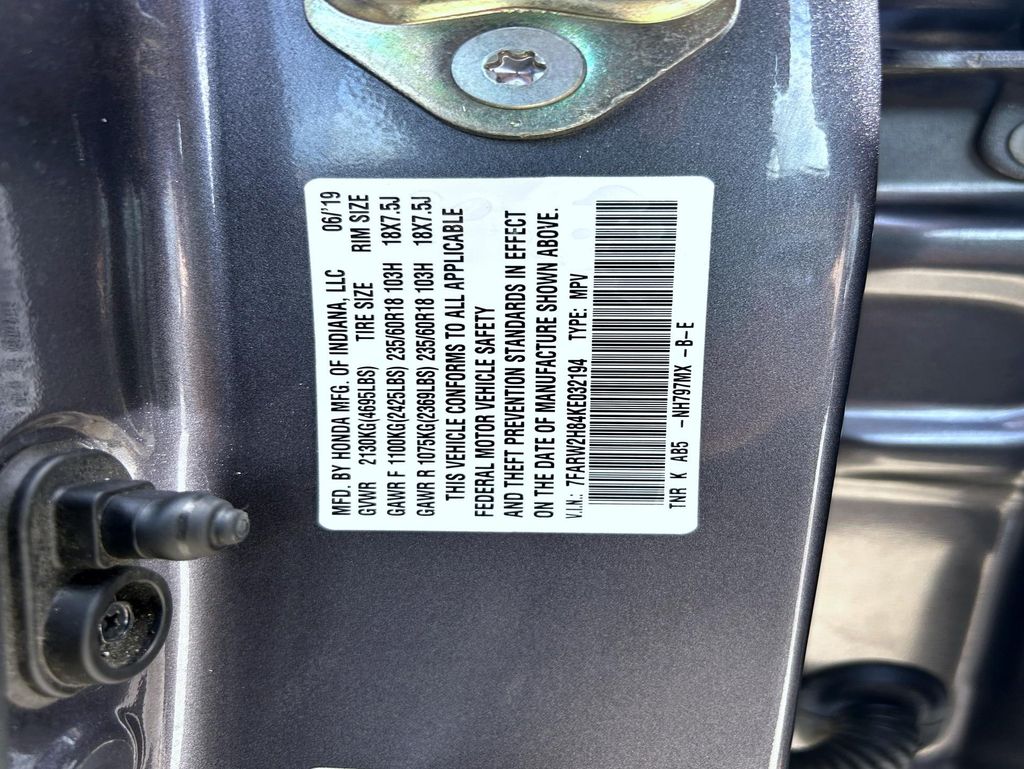 MFD. BY HONDA MFG. OF INDIANA, LLC 06/'19
GVWR 2130KG(4695LBS) TIRE SIZE RIM SIZE
GAWR F 1100KG(2425LBS) 235/60R18 103H 18X7.5J
GAWR R 1075KG(2369LBS) 235/60R18 103H 18X7.5J
THIS VEHICLE CONFORMS TO ALL APPLICABLE
FEDERAL MOTOR VEHICLE SAFETY
AND THEFT PREVENTION STANDARDS IN EFFECT
ON THE DATE OF MANUFACTURE SHOWN ABOVE.
V.I.N.: 7FARW2H84KE032194 TYPE: MPV
TNR K AB5 -NH797MX -B-E